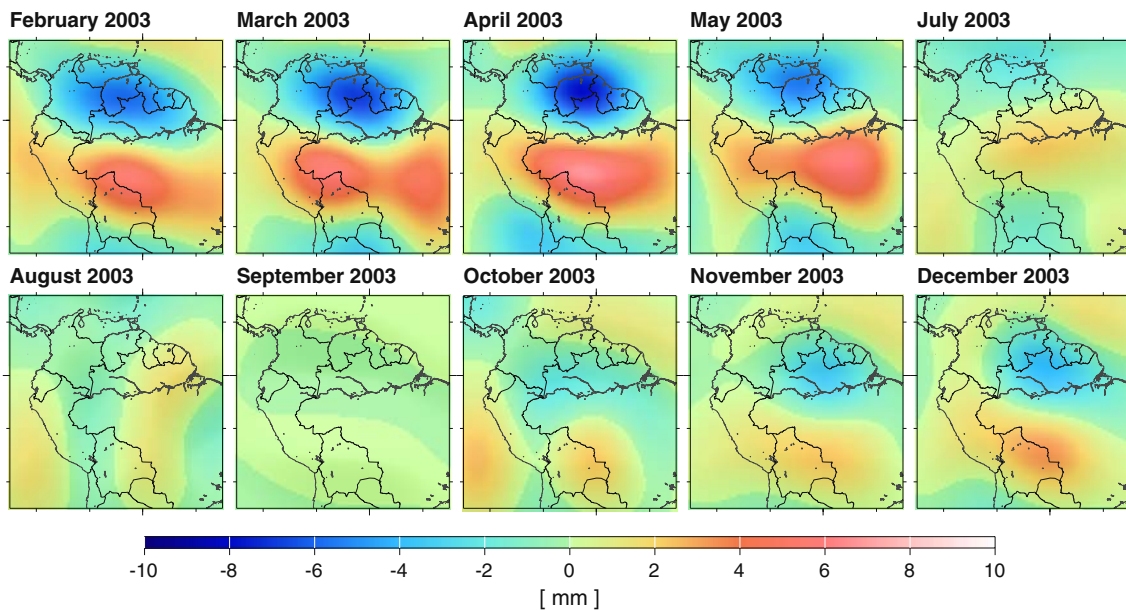 February 2003 March 2003 April 2003 May 2003 July 2003
August 2003 September 2003 October 2003 November 2003 December 2003
-10 -8 -6 -4 -2 0 2 4 6 8 10
[ mm ]